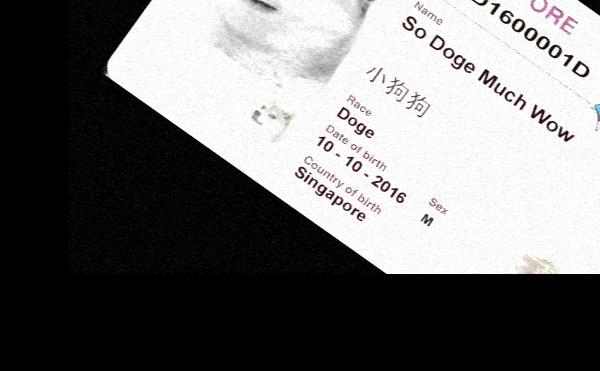 ORE
1600001D
Name
So Doge Much Wow
小狗狗
Race
Doge
Date of birth
10 - 10 - 2016
Sex
M
Country of birth
Singapore